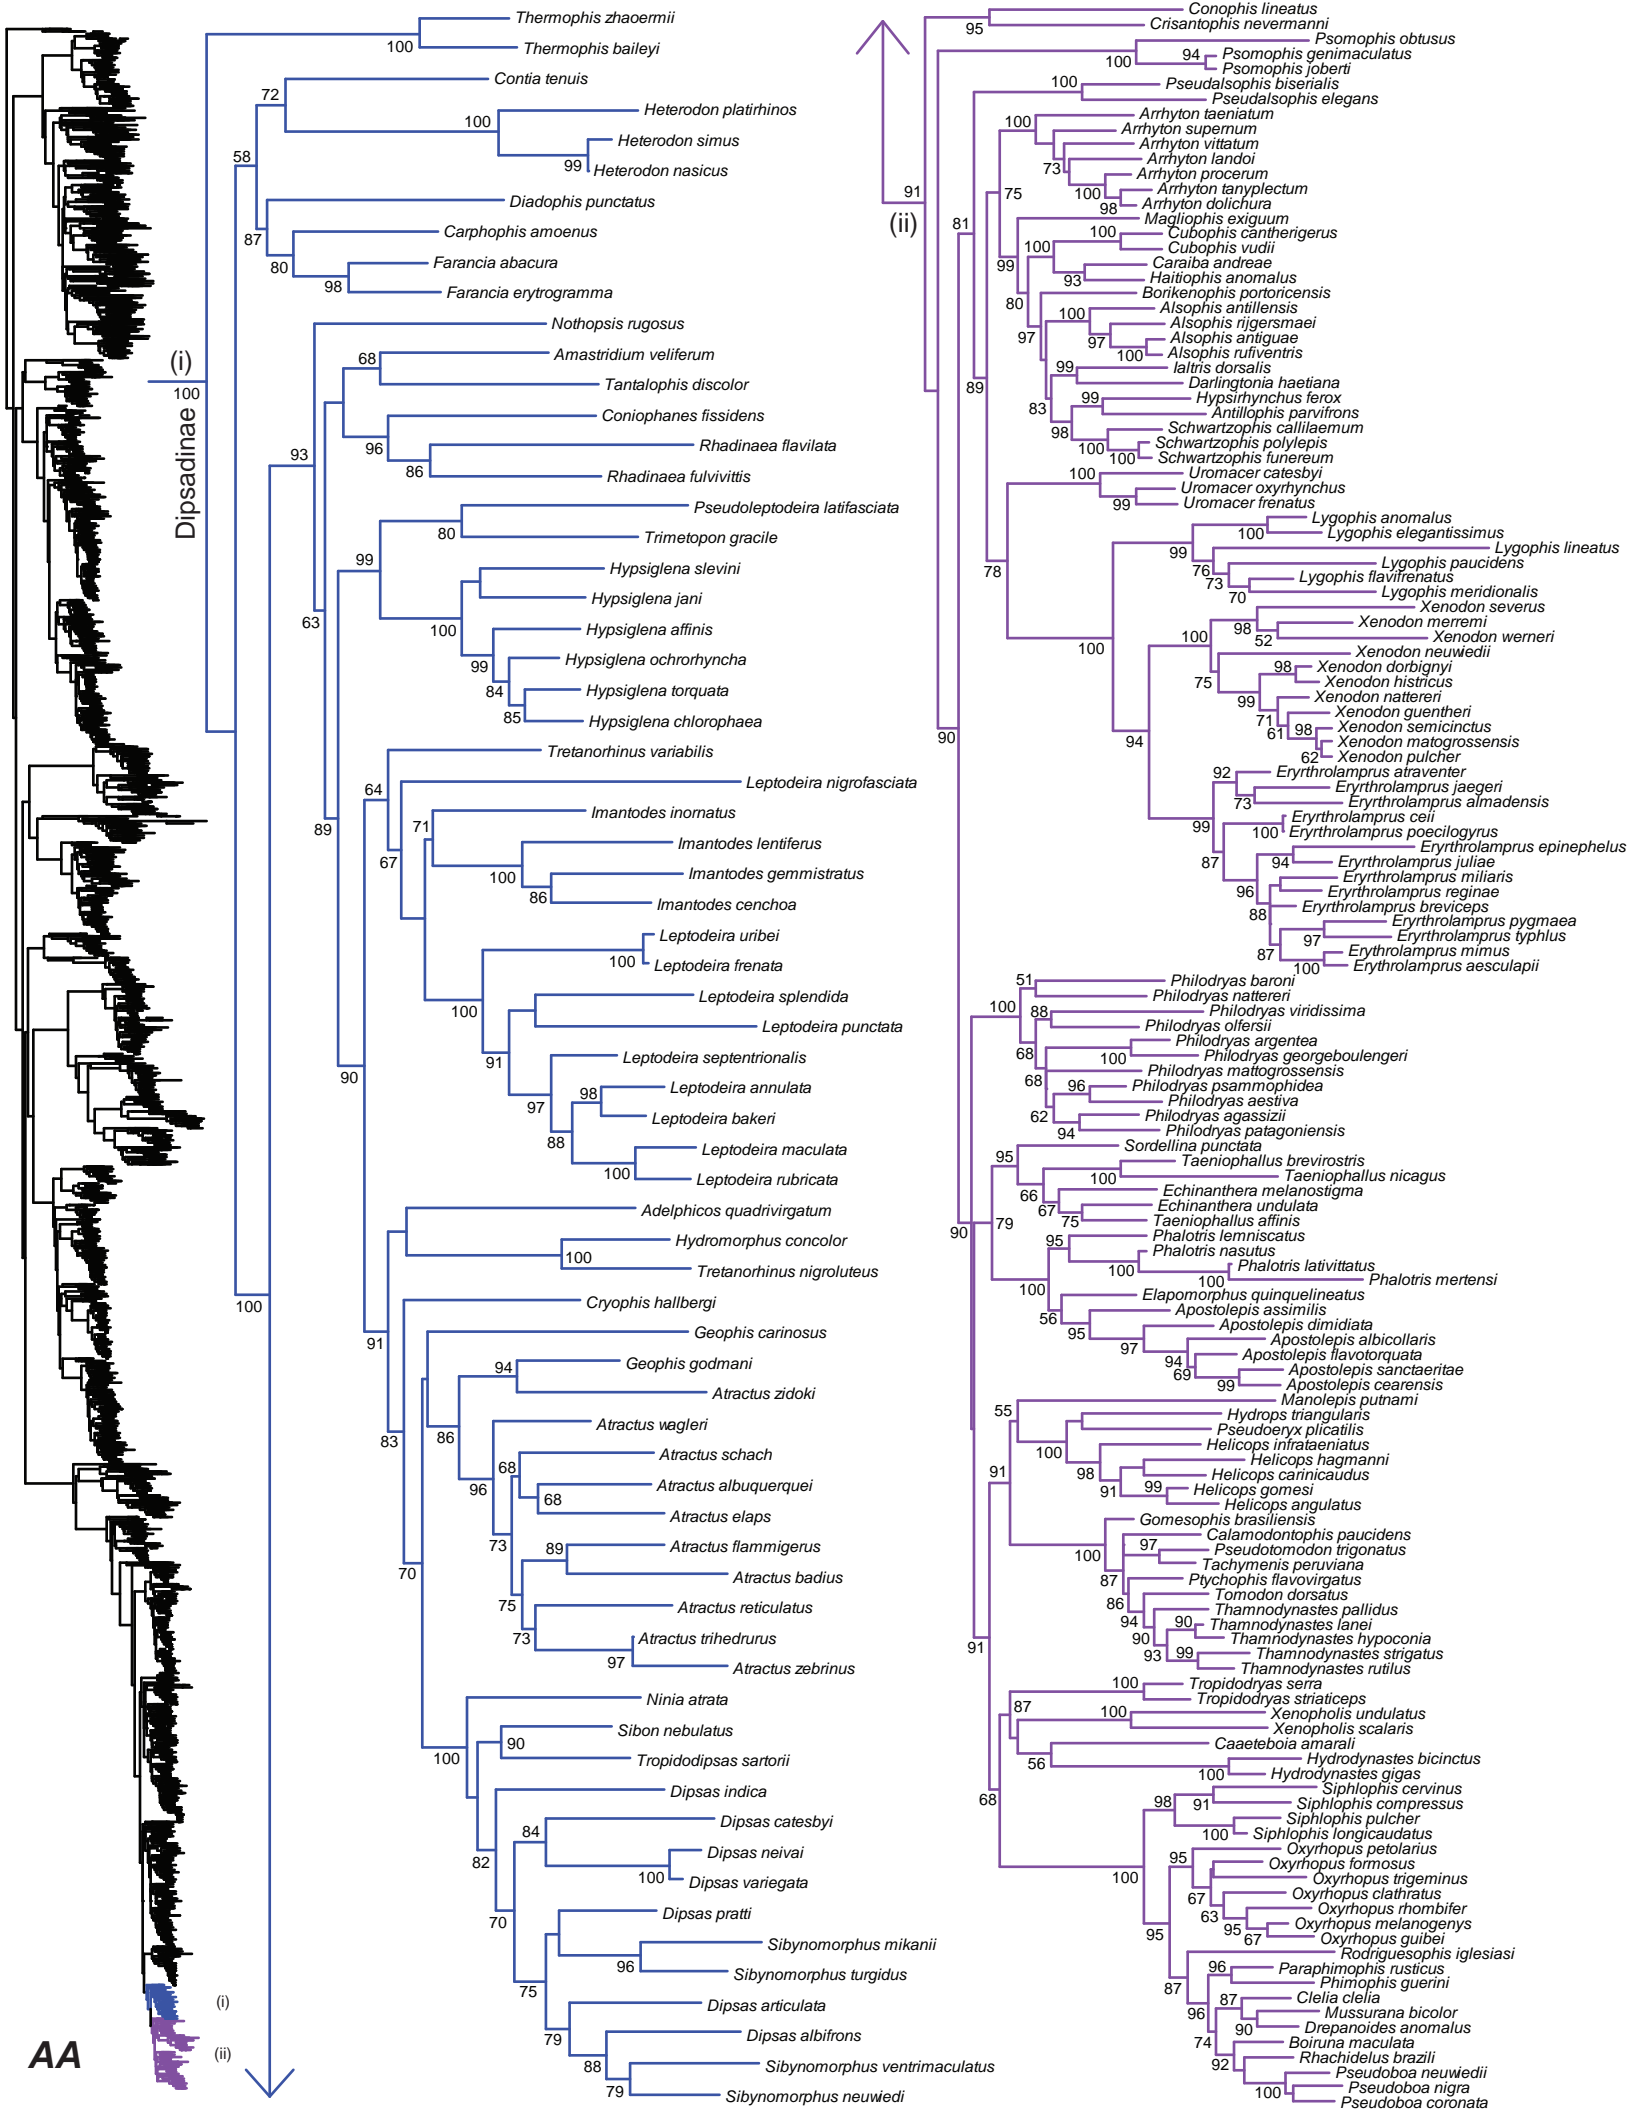 Thermophis zhaoermii
100
Thermophis baileyi
Contia tenuis
72
Heterodon platirhinos
100
Heterodon simus
99
Heterodon nasicus
58
Diadophis punctatus
87
Carphophis amoenus
80
Farancia abacura
98
Farancia erytrogramma
(i)
100
Dipsadinae
Nothopsis rugosus
68
Amastridium veliferum
Tantalophis discolor
Coniophanes fissidens
96
Rhadinaea flavilata
86
Rhadinaea fulvivittis
93
Pseudoleptodeira latifasciata
80
Trimetopon gracile
99
Hypsiglena slevini
Hypsiglena jani
63
100
Hypsiglena affinis
99
Hypsiglena ochrorhyncha
84
Hypsiglena torquata
85
Hypsiglena chlorophaea
Tretanorhinus variabilis
64
Leptodeira nigrofasciata
89
67
71
Imantodes inornatus
Imantodes lentiferus
100
Imantodes gemmistratus
86
Imantodes cenchoa
Leptodeira uribei
100
Leptodeira frenata
100
Leptodeira splendida
Leptodeira punctata
91
Leptodeira septentrionalis
97
98
Leptodeira annulata
Leptodeira bakeri
88
Leptodeira maculata
100
Leptodeira rubricata
90
Adelphicos quadrivirgatum
Hydromorphus concolor
100
Tretanorhinus nigroluteus
100
91
Cryophis hallbergi
Geophis carinosus
94
Geophis godmani
Atractus zidoki
83
86
Atractus wagleri
96
68
Atractus schach
Atractus albuquerquei
68
Atractus elaps
73
89
Atractus flammigerus
Atractus badius
70
75
Atractus reticulatus
73
Atractus trihedrurus
97
Atractus zebrinus
Ninia atrata
100
Sibon nebulatus
90
Tropidodipsas sartorii
Dipsas indica
82
84
Dipsas catesbyi
Dipsas neivai
100
Dipsas variegata
70
Dipsas pratti
Sibynomorphus mikanii
96
Sibynomorphus turgidus
75
Dipsas articulata
79
Dipsas albifrons
88
Sibynomorphus ventrimaculatus
79
Sibynomorphus neuwiedi
(i)
(ii)
AA
Conophis lineatus
95
Crisantophis nevermanni
Psomophis obtusus
100
94
Psomophis genimaculatus
Psomophis joberti
100
Pseudalsophis biserialis
Pseudalsophis elegans
91
(ii)
81
100
Arrhyton taeniatum
Arrhyton supernum
Arrhyton vittatum
73
Arrhyton landoi
Arrhyton procerum
100
Arrhyton tanyplectum
98
Arrhyton dolichura
75
Magliophis exiguum
99
100
100
Cubophis cantherigerus
Cubophis vudii
Caraiba andreae
93
Haitiophis anomalus
80
Borikenophis portoricensis
97
100
Alsophis antillensis
Alsophis rijgersmaei
97
Alsophis antiguae
100
Alsophis rufiventris
99
Ialtris dorsalis
Darlingtonia haetiana
83
99
Hypsirhynchus ferox
Antillophis parvifrons
98
Schwartzophis callilaemum
100
Schwartzophis polylepis
100
Schwartzophis funereum
89
100
Uromacer catesbyi
Uromacer oxyrhynchus
99
Uromacer frenatus
78
Lygophis anomalus
100
Lygophis elegantissimus
99
Lygophis lineatus
76
Lygophis paucidens
73
Lygophis flavifrenatus
70
Lygophis meridionalis
100
Xenodon severus
98
Xenodon merremi
52
Xenodon werneri
100
Xenodon neuwiedii
75
98
Xenodon dorbignyi
Xenodon histricus
99
Xenodon nattereri
71
Xenodon guentheri
61
98
Xenodon semicinctus
Xenodon matogrossensis
62
Xenodon pulcher
94
92
Eryrthrolamprus atraventer
Eryrthrolamprus jaegeri
73
Eryrthrolamprus almadensis
99
Eryrthrolamprus ceii
100
Eryrthrolamprus poecilogyrus
87
Eryrthrolamprus epinephelus
94
Eryrthrolamprus juliae
96
Eryrthrolamprus miliaris
Eryrthrolamprus reginae
88
Eryrthrolamprus breviceps
Eryrthrolamprus pygmaea
97
Eryrthrolamprus typhlus
87
Erythrolamprus mimus
100
Erythrolamprus aesculapii
90
51
Philodryas baroni
Philodryas nattereri
100
88
Philodryas viridissima
Philodryas olfersii
68
Philodryas argentea
100
Philodryas georgeboulengeri
68
Philodryas mattogrossensis
96
Philodryas psammophidea
Philodryas aestiva
62
Philodryas agassizii
94
Philodryas patagoniensis
95
Sordellina punctata
Taeniophallus brevirostris
100
Taeniophallus nicagus
66
Echinanthera melanostigma
67
Echinanthera undulata
75
Taeniophallus affinis
90
79
95
Phalotris lemniscatus
Phalotris nasutus
100
Phalotris lativittatus
100
Phalotris mertensi
100
Elapomorphus quinquelineatus
56
Apostolepis assimilis
95
Apostolepis dimidiata
97
Apostolepis albicollaris
94
Apostolepis flavotorquata
69
Apostolepis sanctaeritae
99
Apostolepis cearensis
55
Manolepis putnami
Hydrops triangularis
Pseudoeryx plicatilis
100
Helicops infrataeniatus
98
Helicops hagmanni
Helicops carinicaudus
91
99
Helicops gomesi
Helicops angulatus
91
Gomesophis brasiliensis
100
Calamodontophis paucidens
97
Pseudotomodon trigonatus
Tachymenis peruviana
87
Ptychophis flavovirgatus
86
Tomodon dorsatus
94
Thamnodynastes pallidus
90
90
Thamnodynastes lanei
Thamnodynastes hypoconia
93
99
Thamnodynastes strigatus
Thamnodynastes rutilus
91
100
Tropidodryas serra
Tropidodryas striaticeps
87
100
Xenopholis undulatus
Xenopholis scalaris
Caaeteboia amarali
56
Hydrodynastes bicinctus
100
Hydrodynastes gigas
68
98
Siphlophis cervinus
91
Siphlophis compressus
Siphlophis pulcher
100
Siphlophis longicaudatus
100
95
Oxyrhopus petolarius
Oxyrhopus formosus
Oxyrhopus trigeminus
67
Oxyrhopus clathratus
63
Oxyrhopus rhombifer
95
Oxyrhopus melanogenys
67
Oxyrhopus guibei
95
Rodriguesophis iglesiasi
87
96
Paraphimophis rusticus
Phimophis guerini
96
87
Clelia clelia
Mussurana bicolor
90
Drepanoides anomalus
74
Boiruna maculata
92
Rhachidelus brazili
Pseudoboa neuwiedii
100
Pseudoboa nigra
Pseudoboa coronata